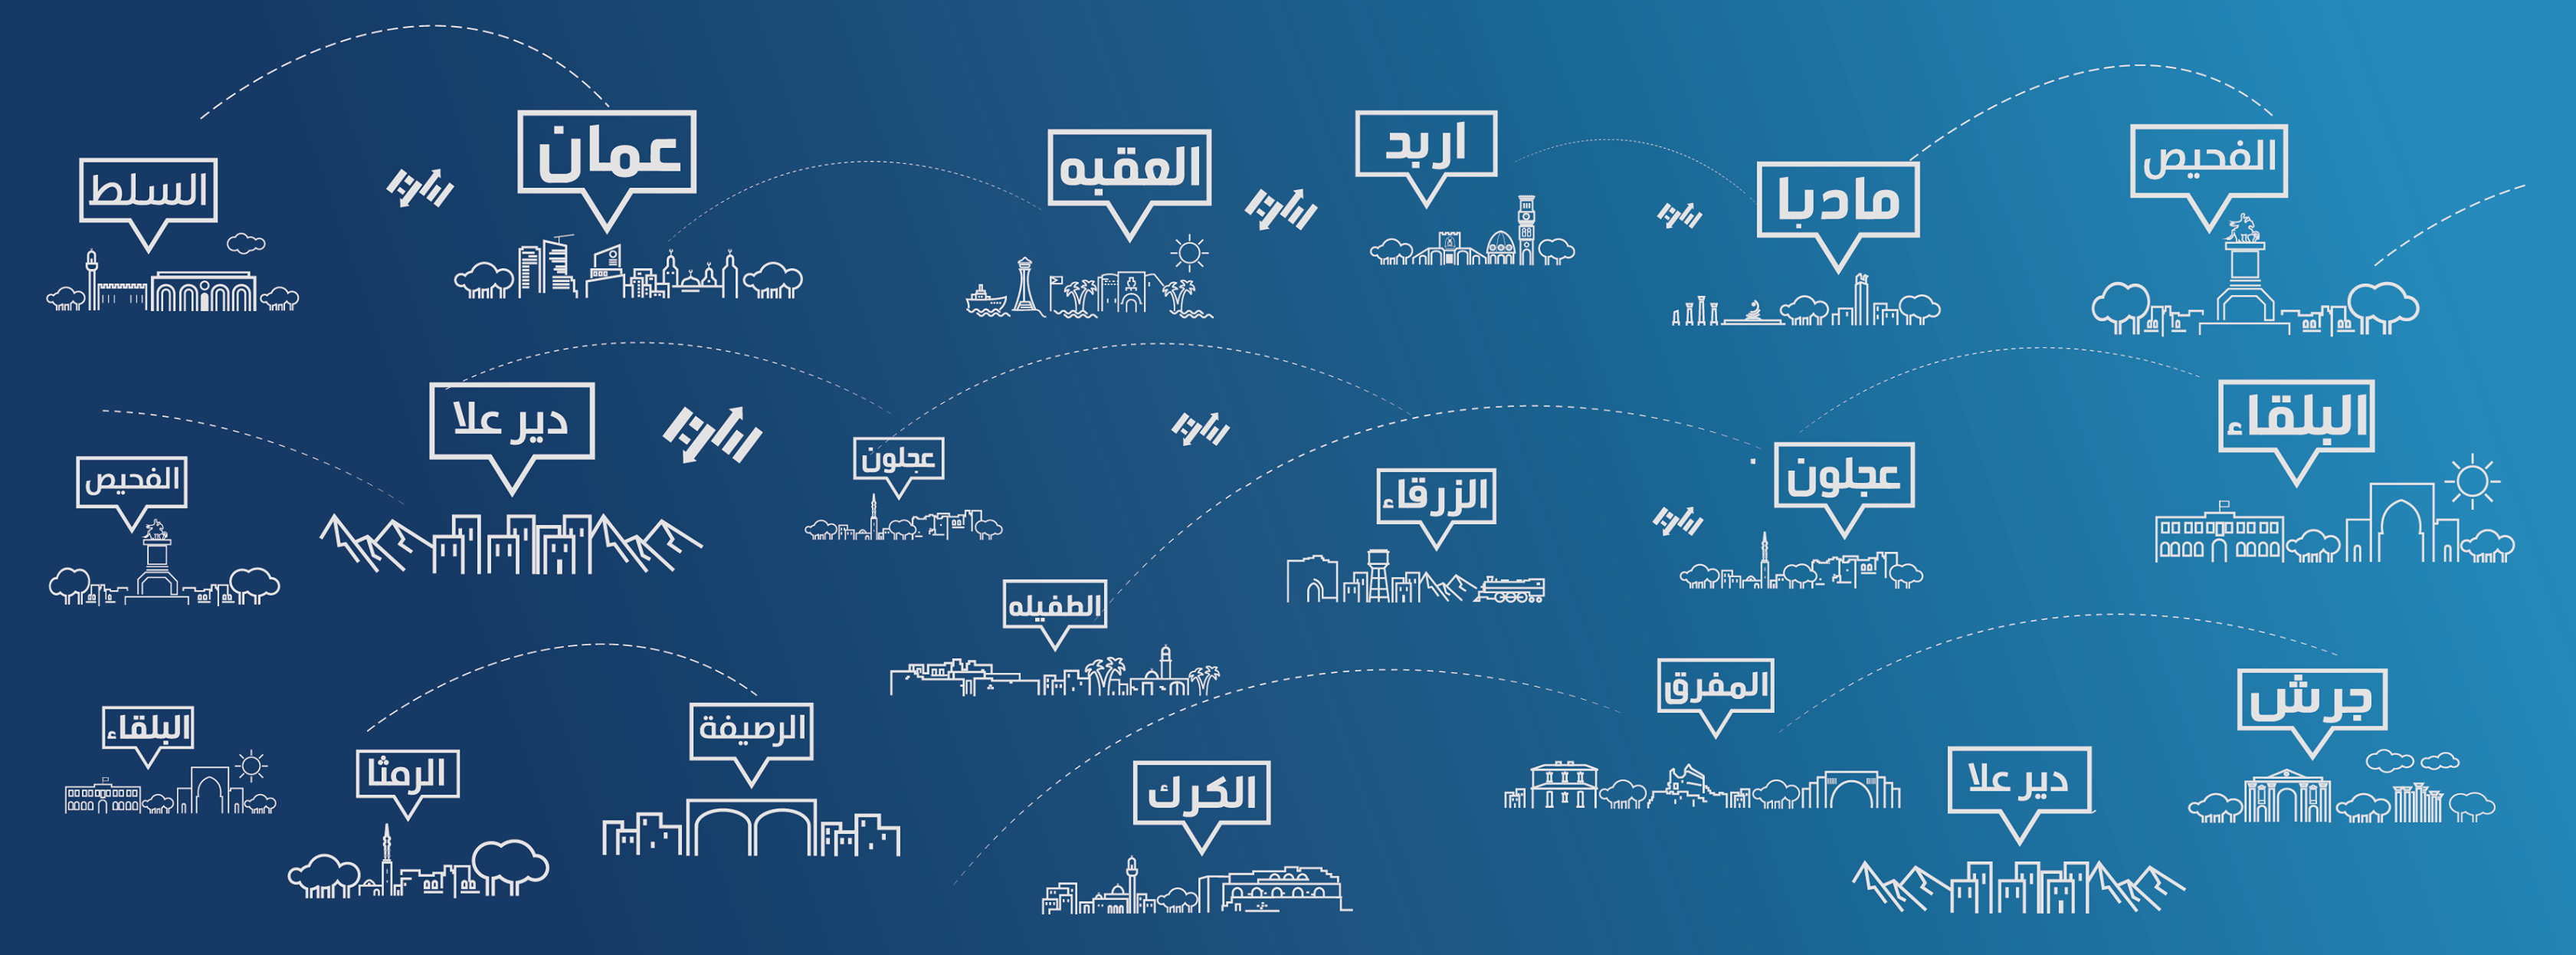 الفحيص
مادبا
اربد
العقبه
عمان
السلط
البلقاء
عجلون
الزرقاء
عجلون
دير علا
الفحيص
جرش
دير علا
المفرق
الطفيله
الكرك
الرصيفة
الرمثا
البلقاء